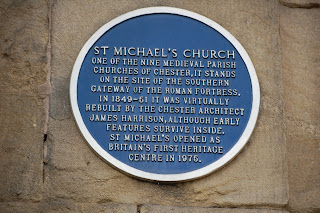 ST MICHAEL'S CHURCH
ONE OF THE NINE MEDIEVAL PARISH
CHURCHES OF CHESTER, IT STANDS
ON THE SITE OF THE SOUTHERN
GATEWAY OF THE ROMAN FORTRESS.
IN 1849-51 IT WAS VIRTUALLY
REBUILT BY THE CHESTER ARCHITECT
JAMES HARRISON, ALTHOUGH EARLY
FEATURES SURVIVE INSIDE.
ST MICHAEL'S OPENED AS
BRITAIN'S FIRST HERITAGE
CENTRE IN 1975.